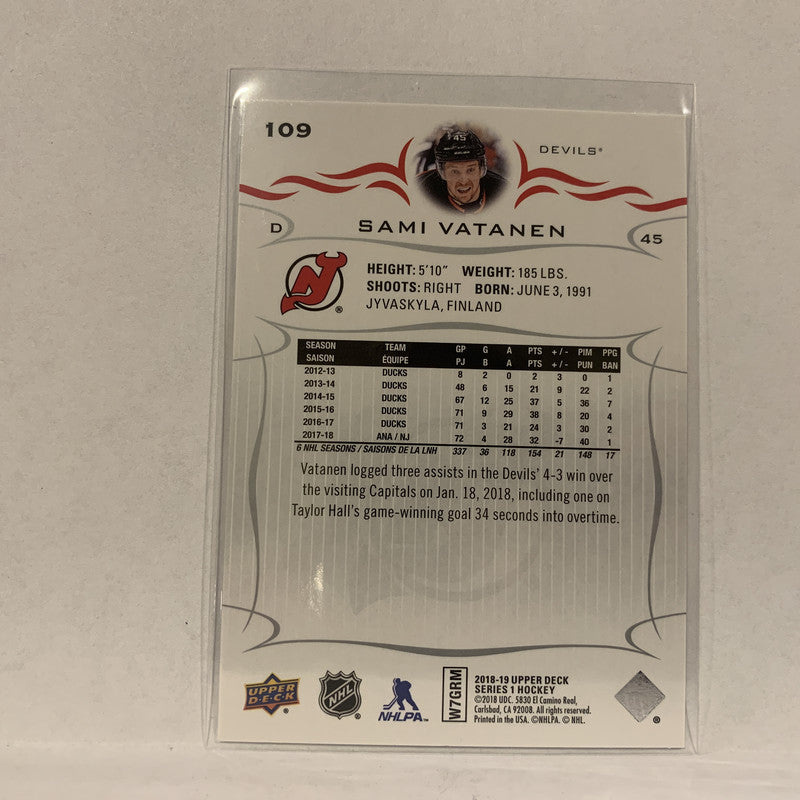 109
DEVILS®
45
D
SAMI VATANEN
45
HEIGHT: 5'10" WEIGHT: 185 LBS.
SHOOTS: RIGHT BORN: JUNE 3, 1991
JYVASKYLA, FINLAND
NJ ®
SEASON TEAM GP G A PTS +/- PIM PPG
SAISON ÉQUIPE PJ B A PTS +/- PUN BAN
2012-13 DUCKS 8 2 0 2 3 0 1
2013-14 DUCKS 48 6 15 21 9 22 2
2014-15 DUCKS 67 12 25 37 5 36 7
2015-16 DUCKS 71 9 29 38 8 20 4
2016-17 DUCKS 71 3 21 24 3 30 2
2017-18 ANA / NJ 72 4 28 32 -7 40 1
6 NHL SEASONS / SAISONS DE LA LNH 337 36 118 154 21 148 17
Vatanen logged three assists in the Devils' 4-3 win over
the visiting Capitals on Jan. 18, 2018, including one on
Taylor Hall's game-winning goal 34 seconds into overtime.
UPPER DECK ®
NHL ®
NHLPA™
W7GRM
2018-19 UPPER DECK
SERIES 1 HOCKEY
©2018 UDC. 5830 El Camino Real,
Carlsbad, CA 92008. All rights reserved.
Printed in the USA. ©NHLPA. © NHL.
®